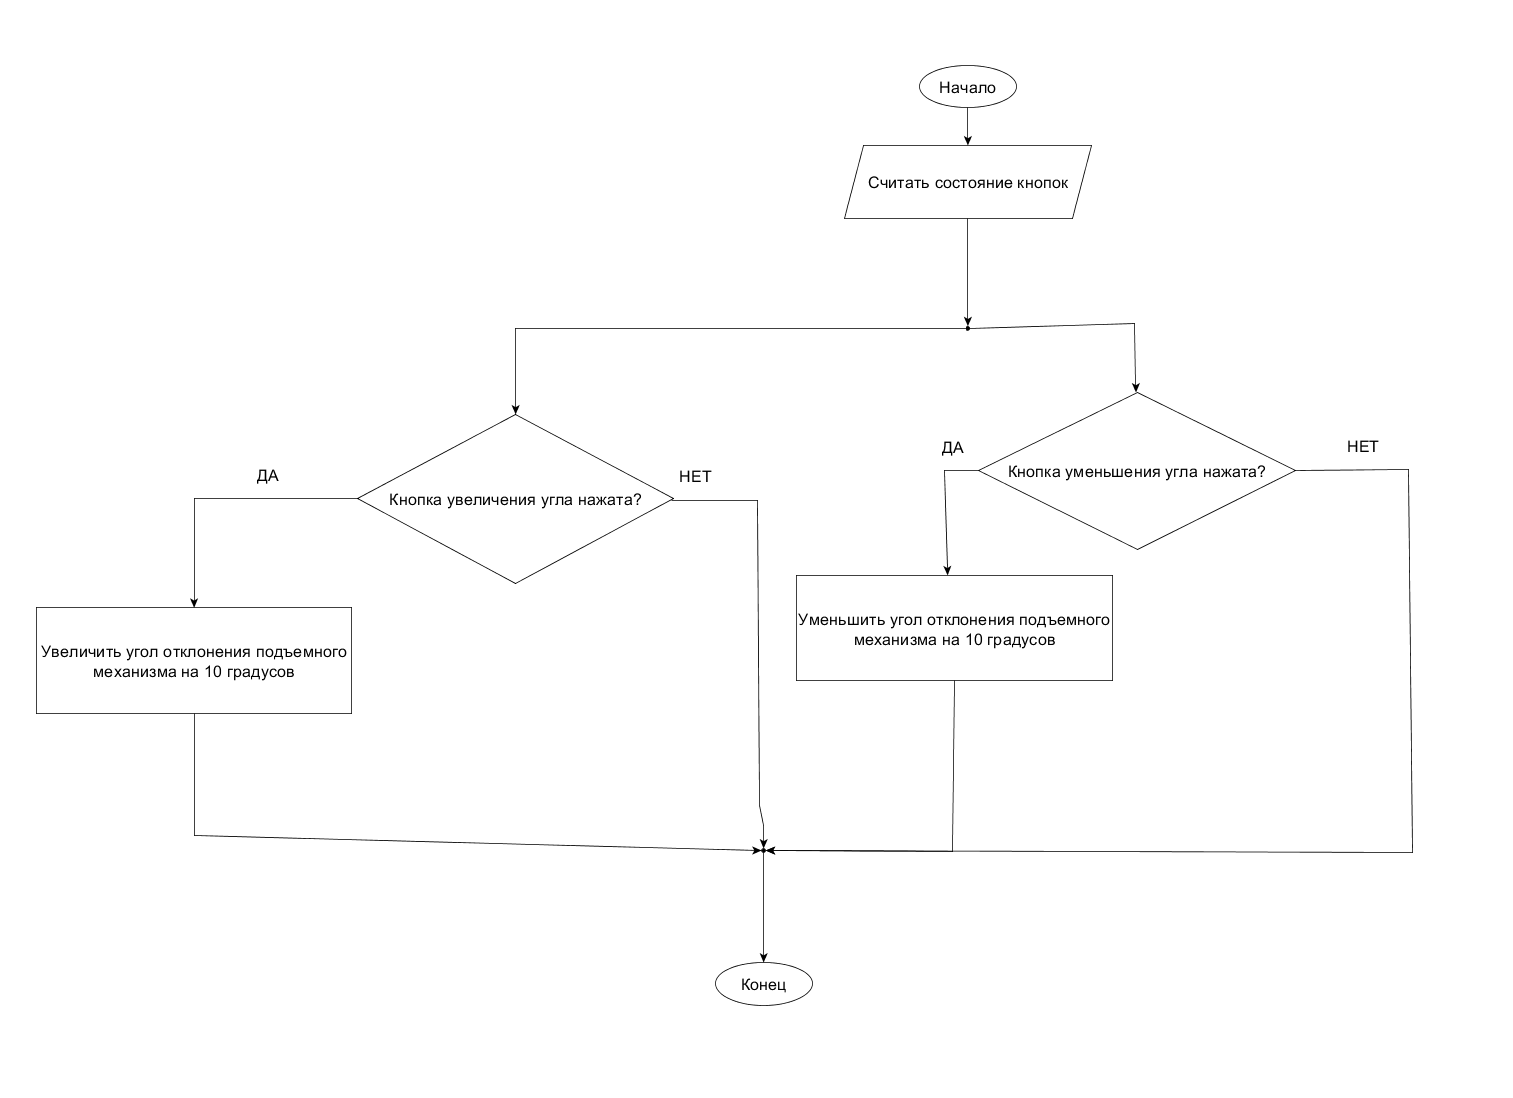 Начало
Считать состояние кнопок
ДА
Кнопка увеличения угла нажата?
НЕТ
ДА
Кнопка уменьшения угла нажата?
НЕТ
Увеличить угол отклонения подъемного
механизма на 10 градусов
Уменьшить угол отклонения подъемного
механизма на 10 градусов
Конец